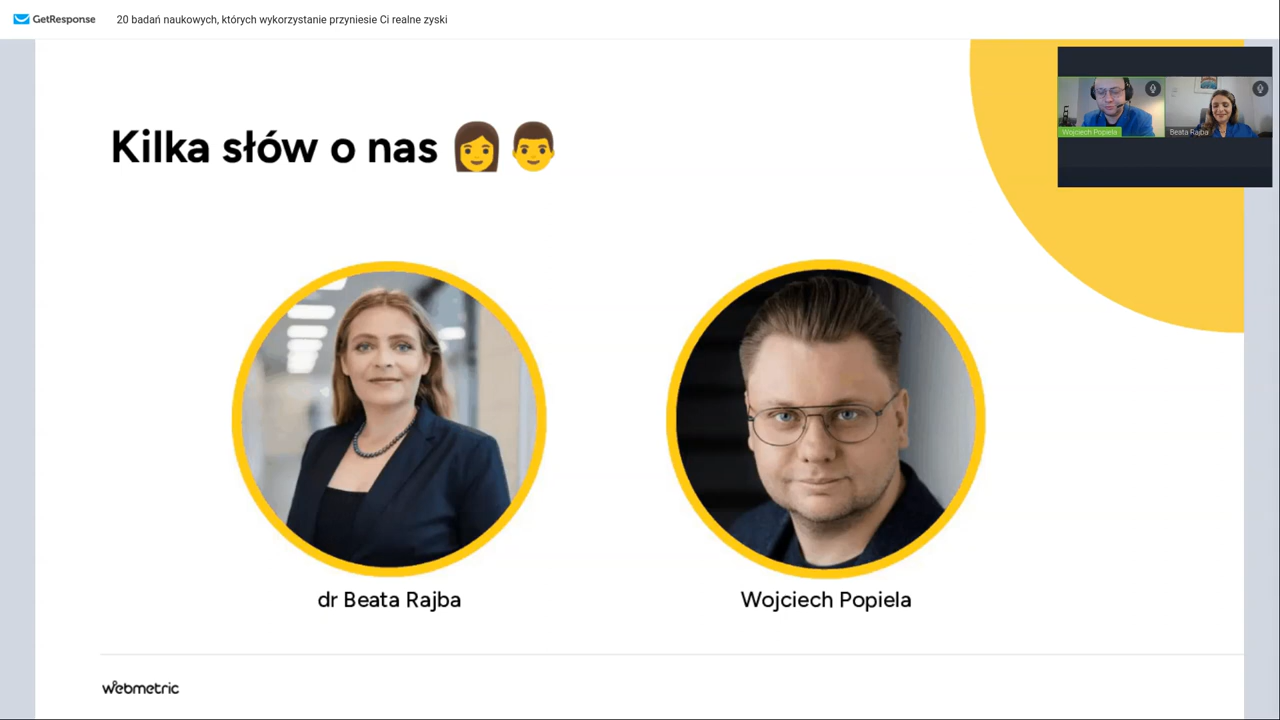 GetResponse
20 badań naukowych, których wykorzystanie przyniesie Ci realne zyski
Kilka słów o nas
Wojciech Popiela
Beata Rajba
dr Beata Rajba
Wojciech Popiela
webmetric